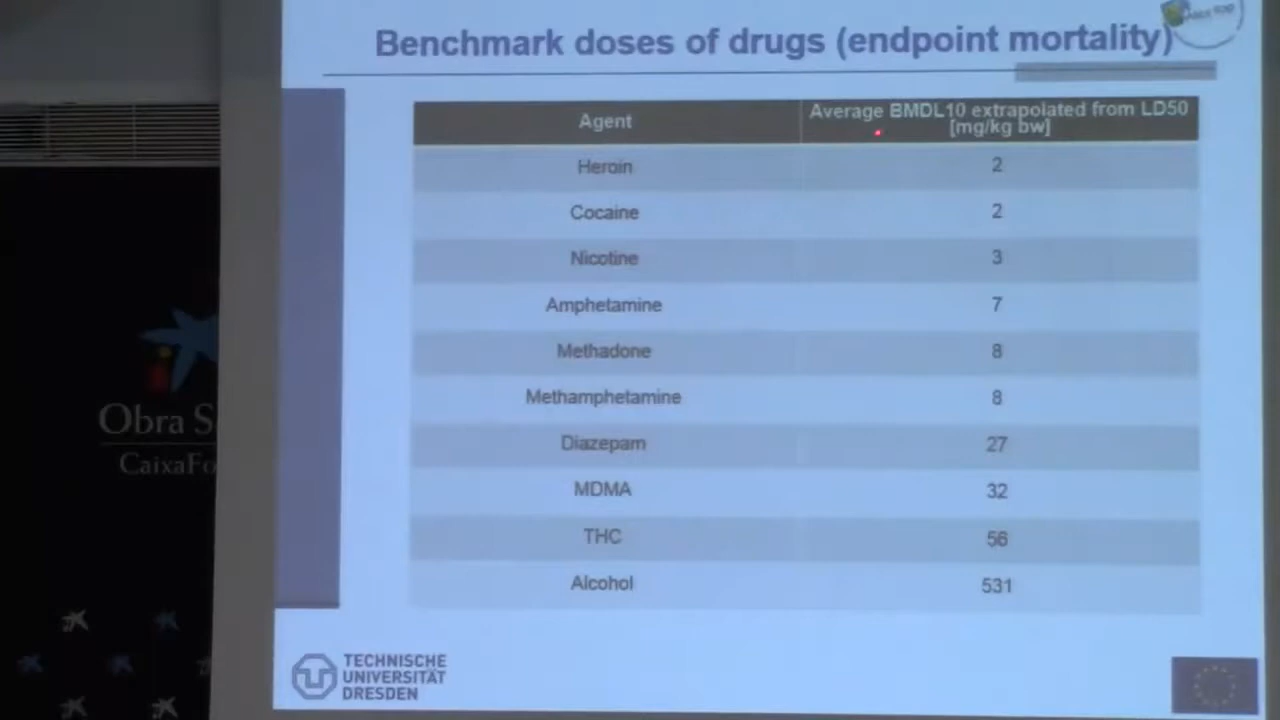 Benchmark doses of drugs (endpoint mortality)
Agent
Average BMDL10 extrapolated from LD50
[mg/kg bw]
Heroin 2
Cocaine 2
Nicotine 3
Amphetamine 7
Methadone 8
Methamphetamine 8
Diazepam 27
MDMA 32
THC 56
Alcohol 531
TECHNISCHE
UNIVERSITÄT
DRESDEN
Obra S
CaixaFo